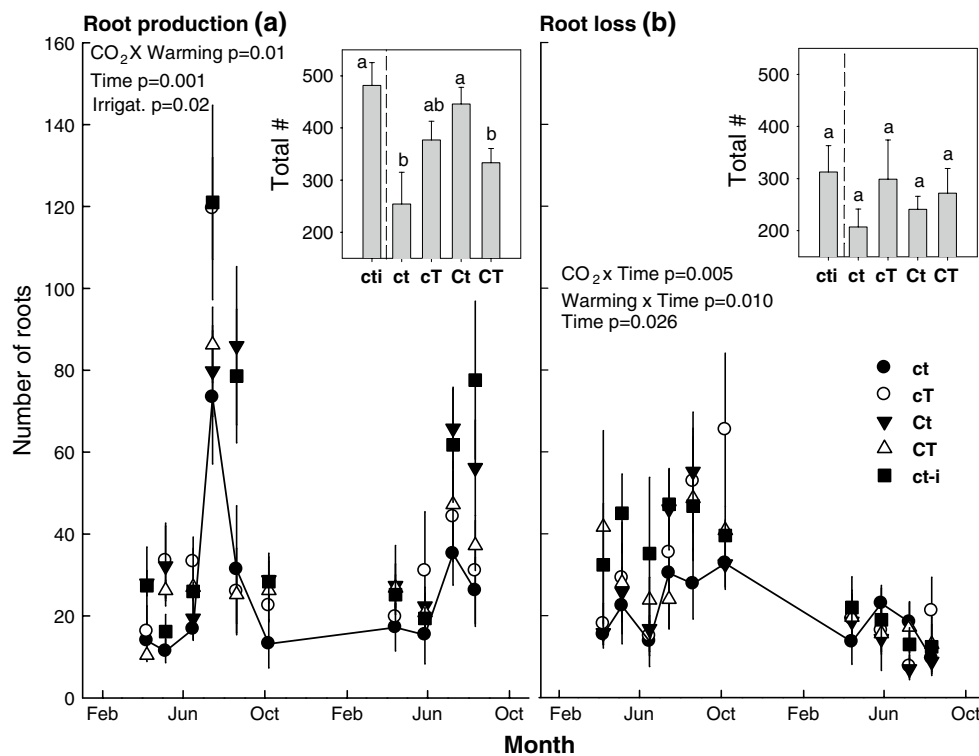 Root production (a)
Root loss (b)
160
140
120
100
80
60
40
20
0
Number of roots
CO₂X Warming p=0.01
Time p=0.001
Irrigat. p=0.02
500
400
300
200
Total #
a
b
ab
a
b
cti ct cT Ct CT
500
400
300
200
Total #
a
a
a
a
a
cti ct cT Ct CT
CO₂x Time p=0.005
Warming x Time p=0.010
Time p=0.026
ct
cT
Ct
CT
ct-i
Feb Jun Oct Feb Jun Oct
Feb Jun Oct Feb Jun Oct
Month